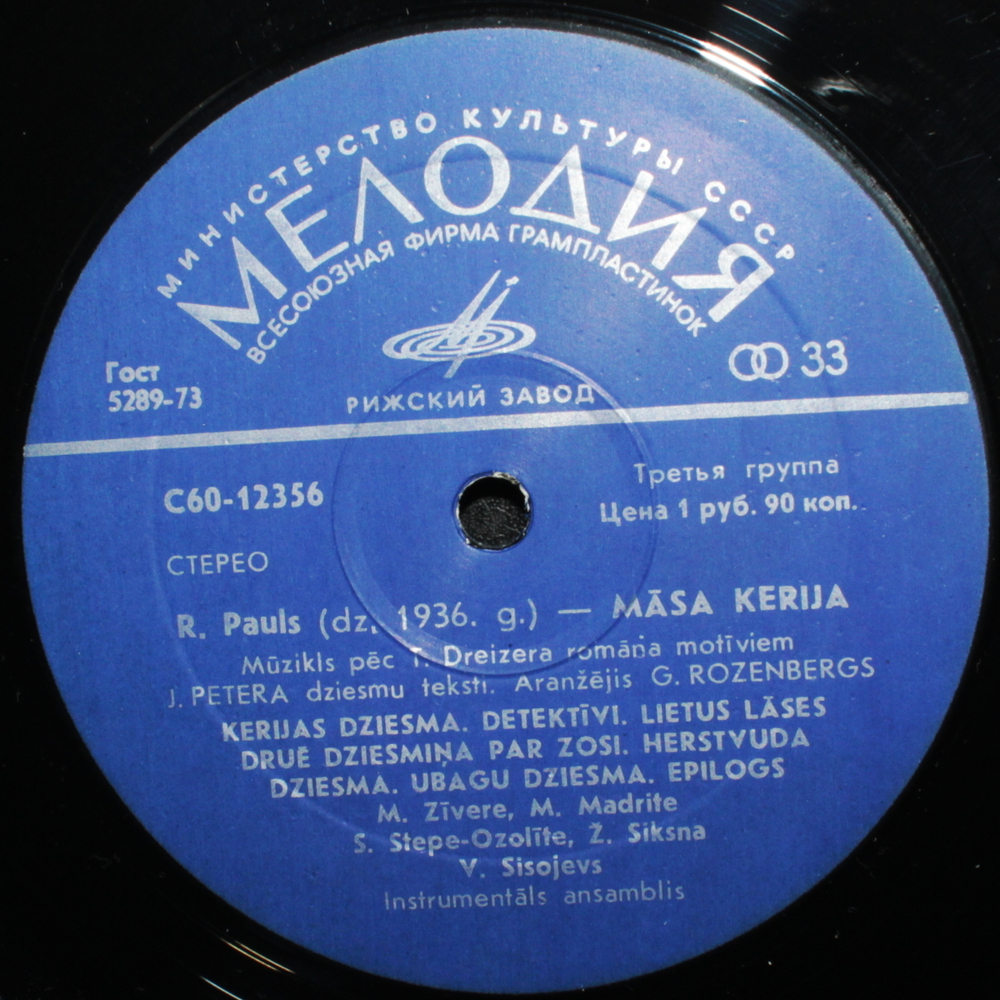 МИНИСТЕРСТВО КУЛЬТУРЫ СССР
МЕЛОДИЯ
ВСЕСОЮЗНАЯ ФИРМА ГРАМПЛАСТИНОК
Гост
5289-73
33
РИЖСКИЙ ЗАВОД
С60-12356
Третья группа
Цена 1 руб. 90 коп.
СТЕРЕО
R. Pauls (dz. 1936. g.) — MĀSA KERIJA
Mūzikls pēc T. Dreizera romāna motīviem
J. PETERA dziesmu teksti. Aranžējis G. ROZENBERGS
KERIJAS DZIESMA. DETEKTĪVI. LIETUS LĀSES
DRUĒ DZIESMIŅA PAR ZOSI. HERSTVUDA
DZIESMA. UBAGU DZIESMA. EPILOGS
M. Zīvere, M. Madrite
S. Stepe-Ozolīte, Ž. Siksna
V. Sisojevs
Instrumentāls ansamblis